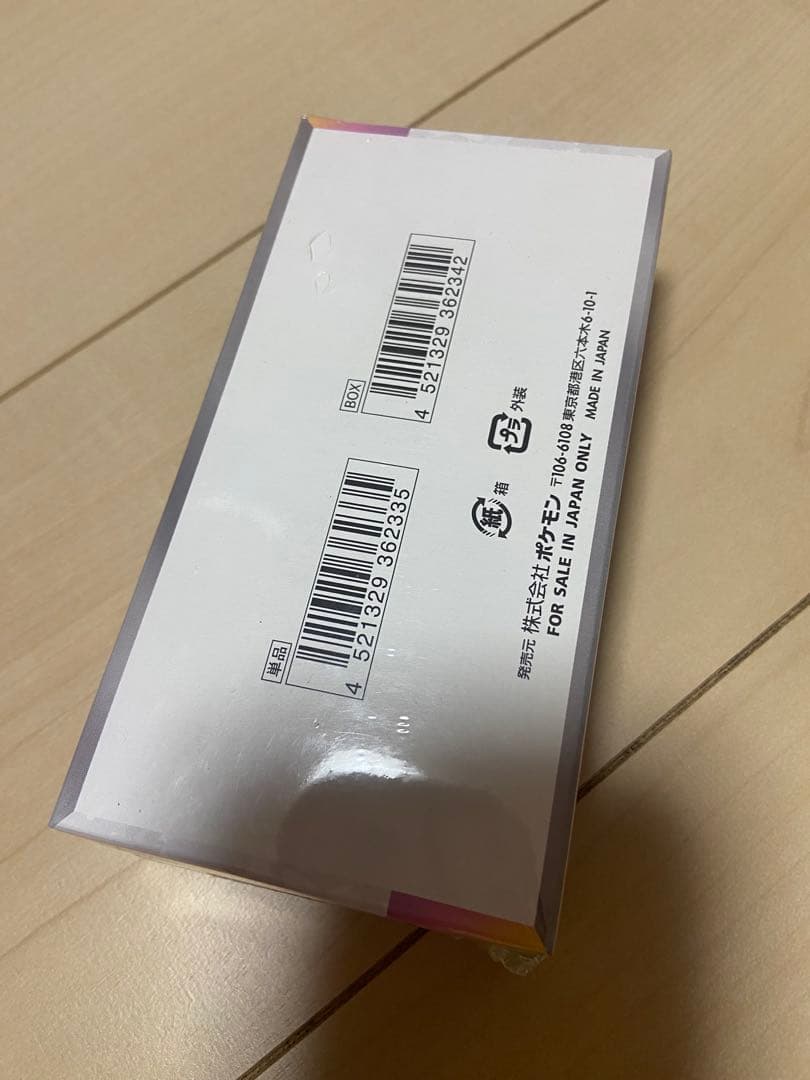 単品
4 521329 362335
BOX
4 521329 362342
紙 箱
プラ 外装
発売元 株式会社 ポケモン 〒106-6108 東京都港区六本木6-10-1
FOR SALE IN JAPAN ONLY MADE IN JAPAN